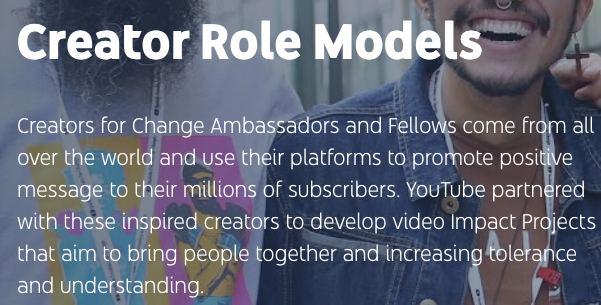 Creator Role Models
Creators for Change Ambassadors and Fellows come from all
over the world and use their platforms to promote positive
message to their millions of subscribers. YouTube partnered
with these inspired creators to develop video Impact Projects
that aim to bring people together and increasing tolerance
and understanding.